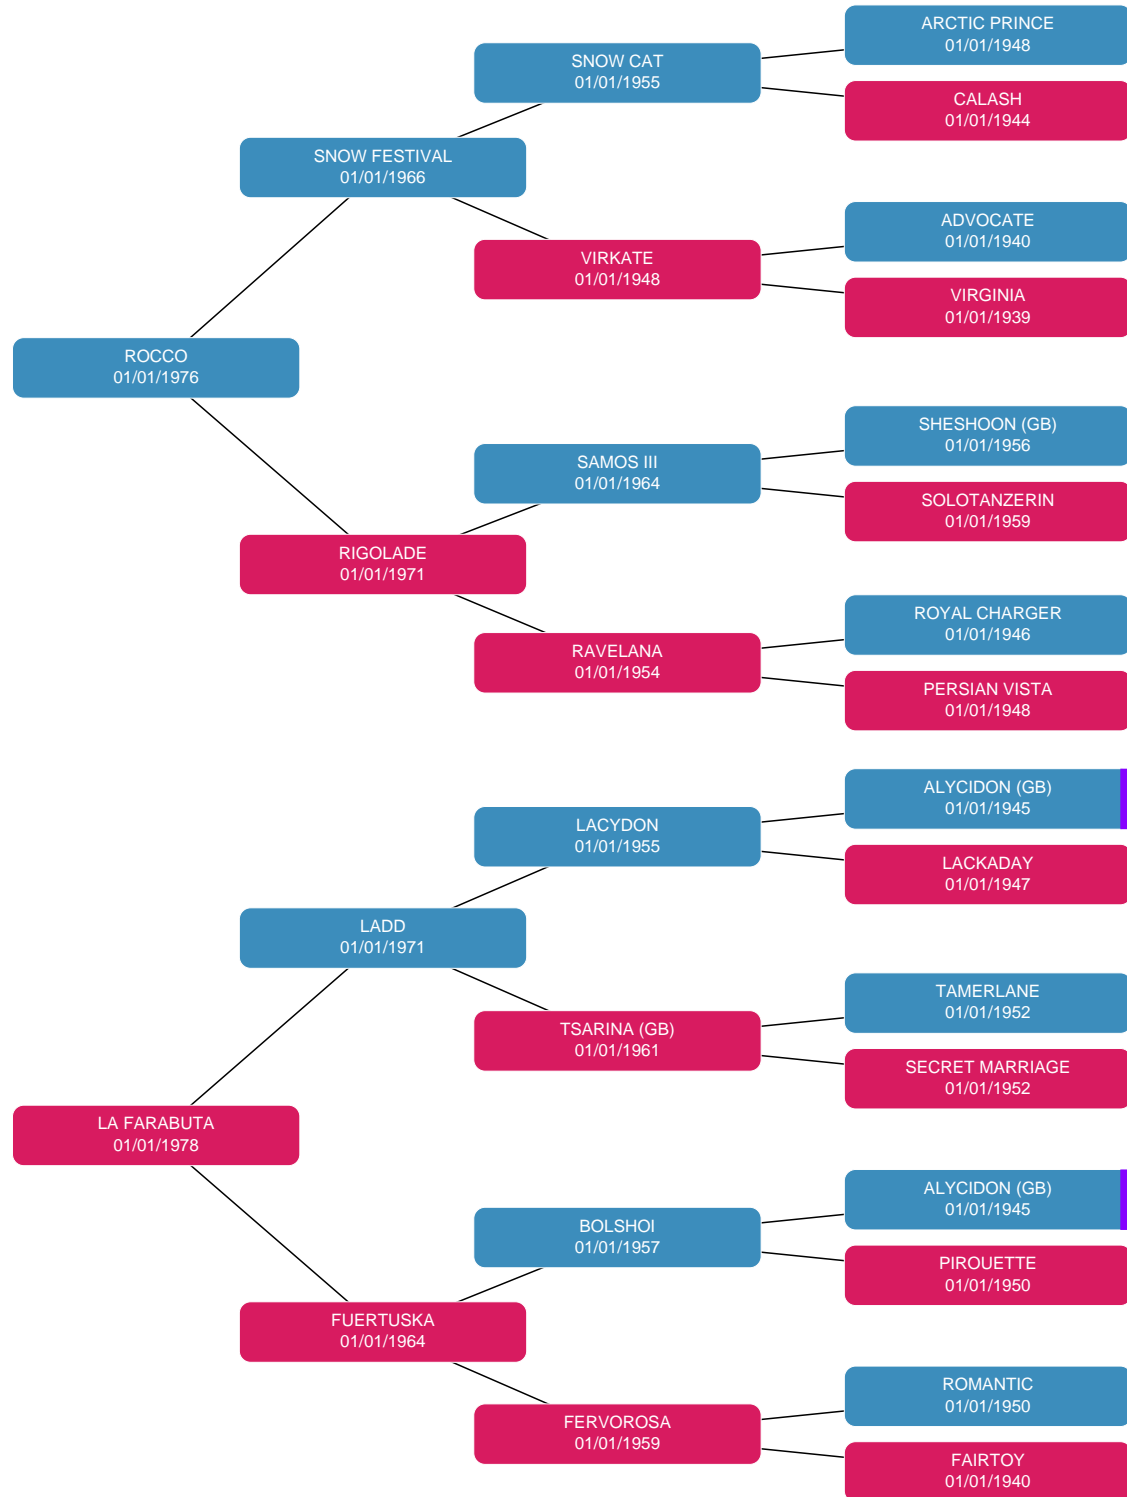 ARCTIC PRINCE
01/01/1948
SNOW CAT
01/01/1955
CALASH
01/01/1944
SNOW FESTIVAL
01/01/1966
ADVOCATE
01/01/1940
VIRKATE
01/01/1948
VIRGINIA
01/01/1939
ROCCO
01/01/1976
SHESHOON (GB)
01/01/1956
SAMOS III
01/01/1964
SOLOTANZERIN
01/01/1959
RIGOLADE
01/01/1971
ROYAL CHARGER
01/01/1946
RAVELANA
01/01/1954
PERSIAN VISTA
01/01/1948
ALYCIDON (GB)
01/01/1945
LACYDON
01/01/1955
LACKADAY
01/01/1947
LADD
01/01/1971
TAMERLANE
01/01/1952
TSARINA (GB)
01/01/1961
SECRET MARRIAGE
01/01/1952
LA FARABUTA
01/01/1978
ALYCIDON (GB)
01/01/1945
BOLSHOI
01/01/1957
PIROUETTE
01/01/1950
FUERTUSKA
01/01/1964
ROMANTIC
01/01/1950
FERVOROSA
01/01/1959
FAIRTOY
01/01/1940